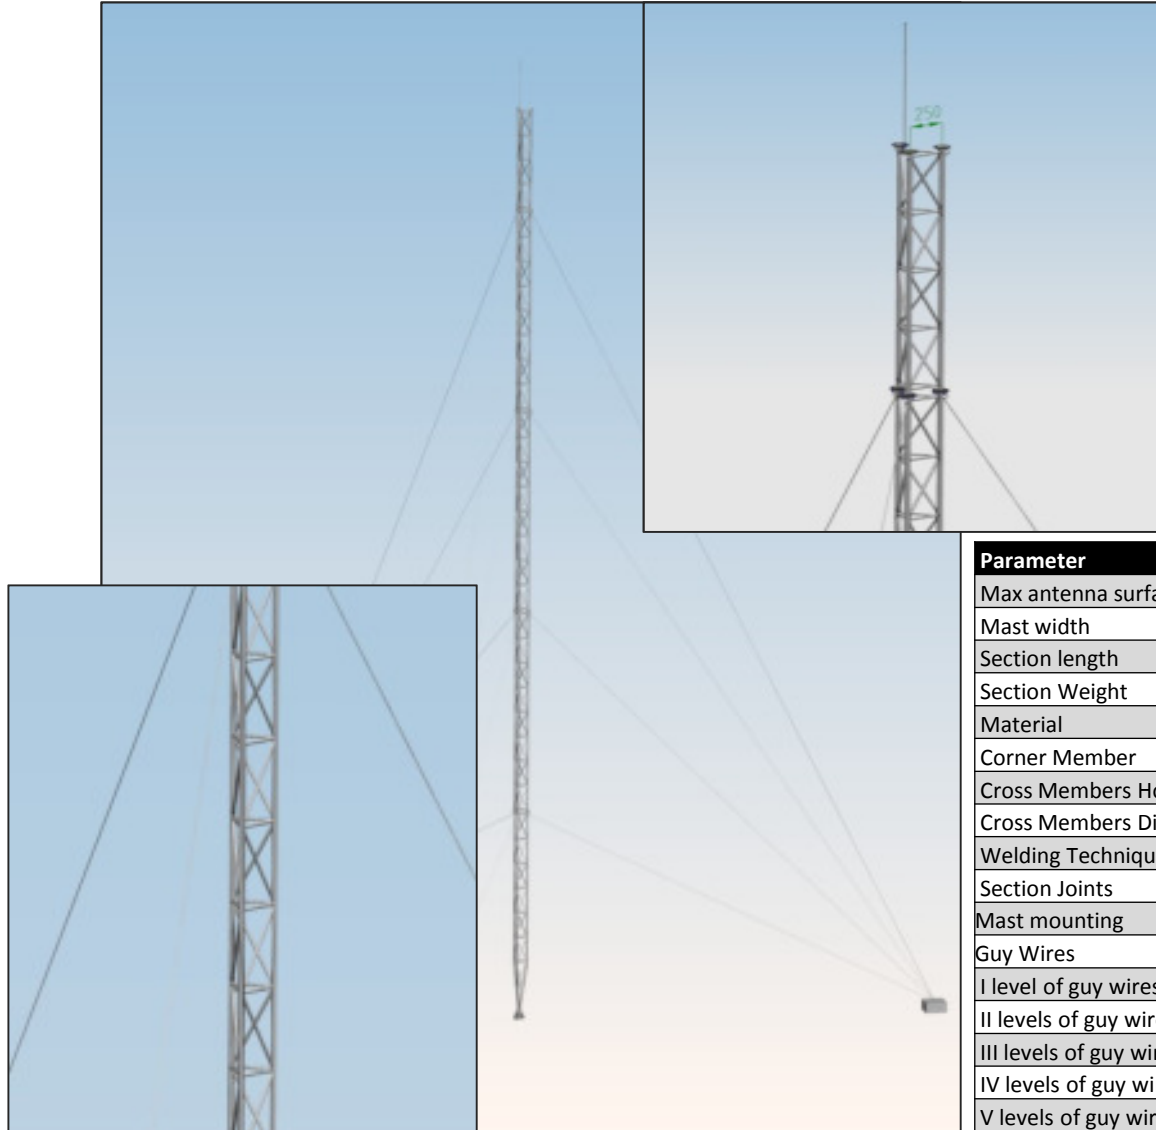 250
Parameter
Max antenna surfa
Mast width
Section length
Section Weight
Material
Corner Member
Cross Members Ho
Cross Members Di
Welding Techniqu
Section Joints
Mast mounting
Guy Wires
I level of guy wires
II levels of guy wir
III levels of guy wir
IV levels of guy wi
V levels of guy wir